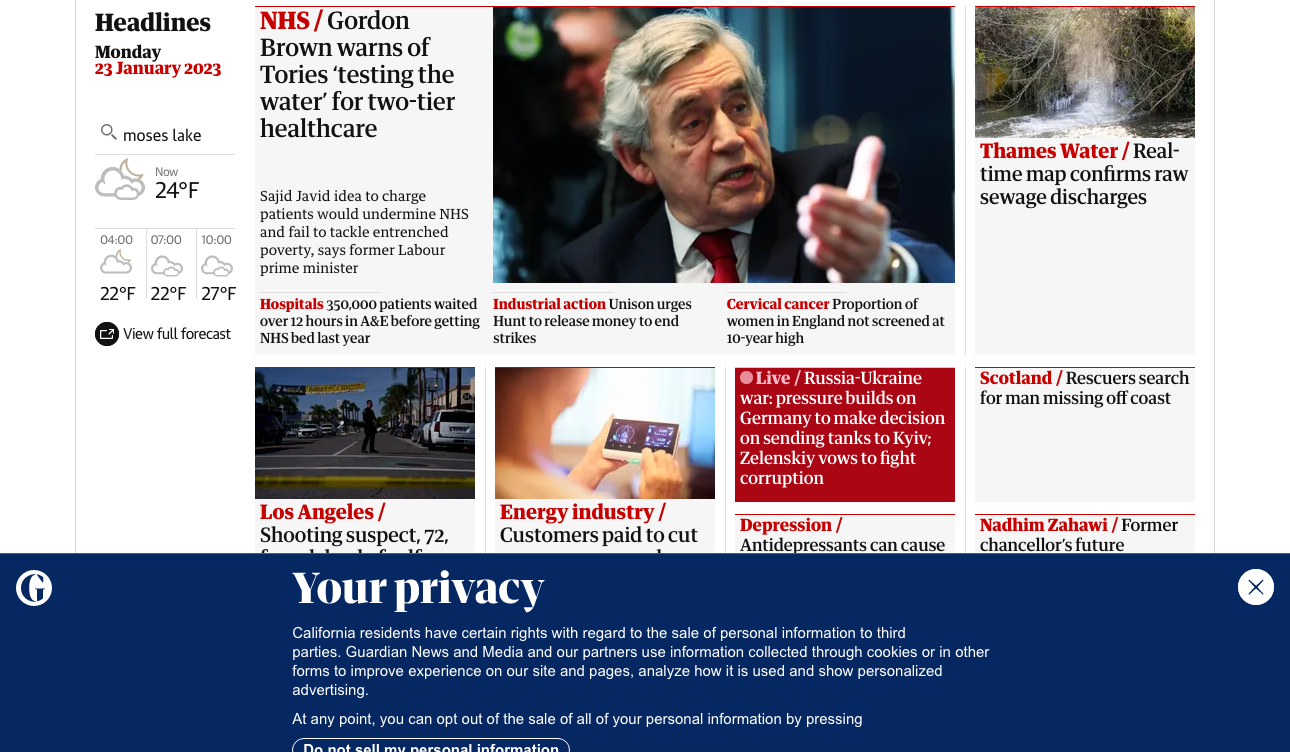 Headlines
Monday
23 January 2023
moses lake
Now
24°F
04:00
07:00
10:00
22°F
22°F
27°F
View full forecast
NHS / Gordon
Brown warns of
Tories ‘testing the
water’ for two-tier
healthcare
Sajid Javid idea to charge
patients would undermine NHS
and fail to tackle entrenched
poverty, says former Labour
prime minister
Hospitals 350,000 patients waited
over 12 hours in A&E before getting
NHS bed last year
Industrial action Unison urges
Hunt to release money to end
strikes
Cervical cancer Proportion of
women in England not screened at
10-year high
Thames Water / Real-
time map confirms raw
sewage discharges
Los Angeles /
Shooting suspect, 72,
Energy industry /
Customers paid to cut
Live / Russia-Ukraine
war: pressure builds on
Germany to make decision
on sending tanks to Kyiv;
Zelenskiy vows to fight
corruption
Depression /
Antidepressants can cause
Scotland / Rescuers search
for man missing off coast
Nadhim Zahawi / Former
chancellor’s future
G
Your privacy
California residents have certain rights with regard to the sale of personal information to third
parties. Guardian News and Media and our partners use information collected through cookies or in other
forms to improve experience on our site and pages, analyze how it is used and show personalized
advertising.
At any point, you can opt out of the sale of all of your personal information by pressing
Do not sell my personal information